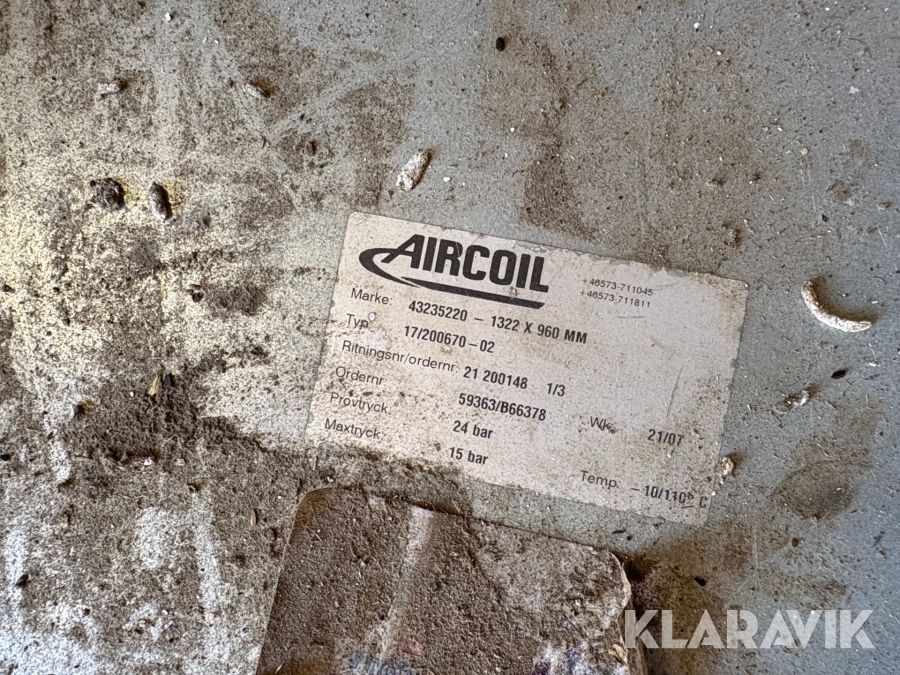 AIRCOIL
+46573-711045
+46573-711811
Marke: 43235220 - 1322 X 960 MM
Typ: 17/200670-02
Ritningsnr/ordernr: 21 200148 1/3
Ordernr 59363/B66378 Wk. 21/07
Provtryck 24 bar
Maxtryck 15 bar Temp. -10/110° C
KLARAVIK